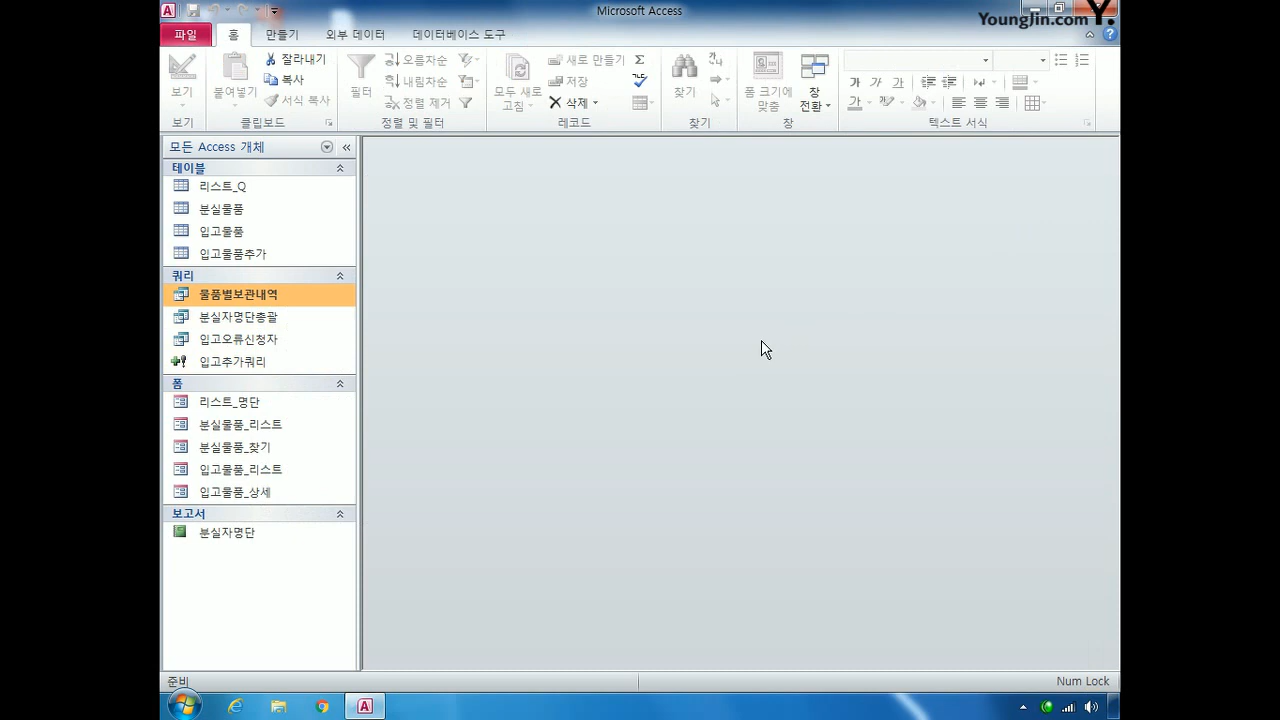 Microsoft Access
YoungJin.com Y.
파일
홈
만들기
외부 데이터
데이터베이스 도구
보기
보기
붙여넣기
잘라내기
복사
서식 복사
클립보드
필터
오름차순
내림차순
정렬 제거
정렬 및 필터
모두 새로
고침
새로 만들기
저장
삭제
레코드
찾기
찾기
폼 크기에
맞춤
창
전환
창
가 가 가
가
텍스트 서식
모든 Access 개체
테이블
리스트_Q
분실물품
입고물품
입고물품추가
쿼리
물품별보관내역
분실자명단총괄
입고오류신청자
입고추가쿼리
폼
리스트_명단
분실물품_리스트
분실물품_찾기
입고물품_리스트
입고물품_상세
보고서
분실자명단
준비
Num Lock